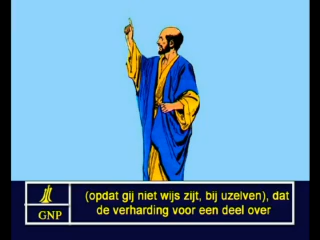 (opdat gij niet wijs zijt, bij uzelven), dat
de verharding voor een deel over
GNP